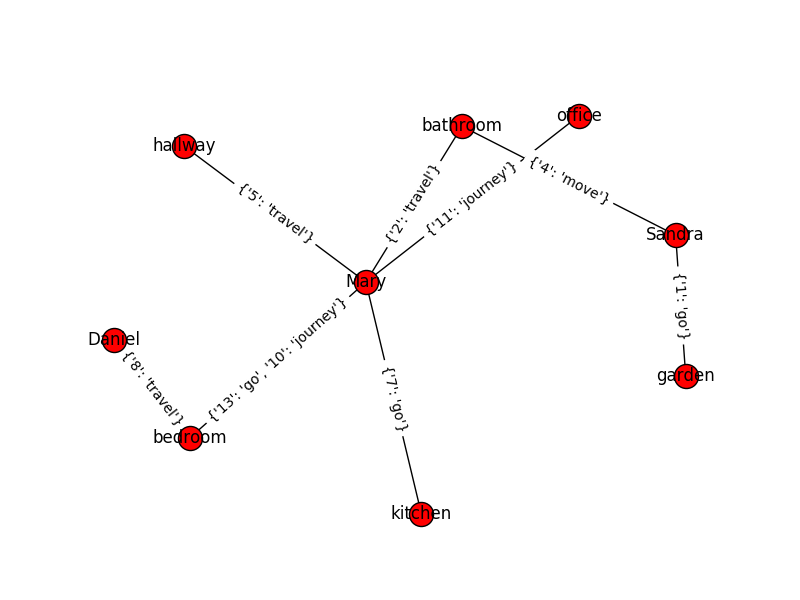 office
bathroom
hallway
{'4': 'move'}
{'2': 'travel'}
{'11': 'journey'}
{'5': 'travel'}
Sandra
Mary
{'1': 'go'}
Daniel
{'13': 'go', '10': 'journey'}
garden
{'8': 'travel'}
{'7': 'go'}
bedroom
kitchen